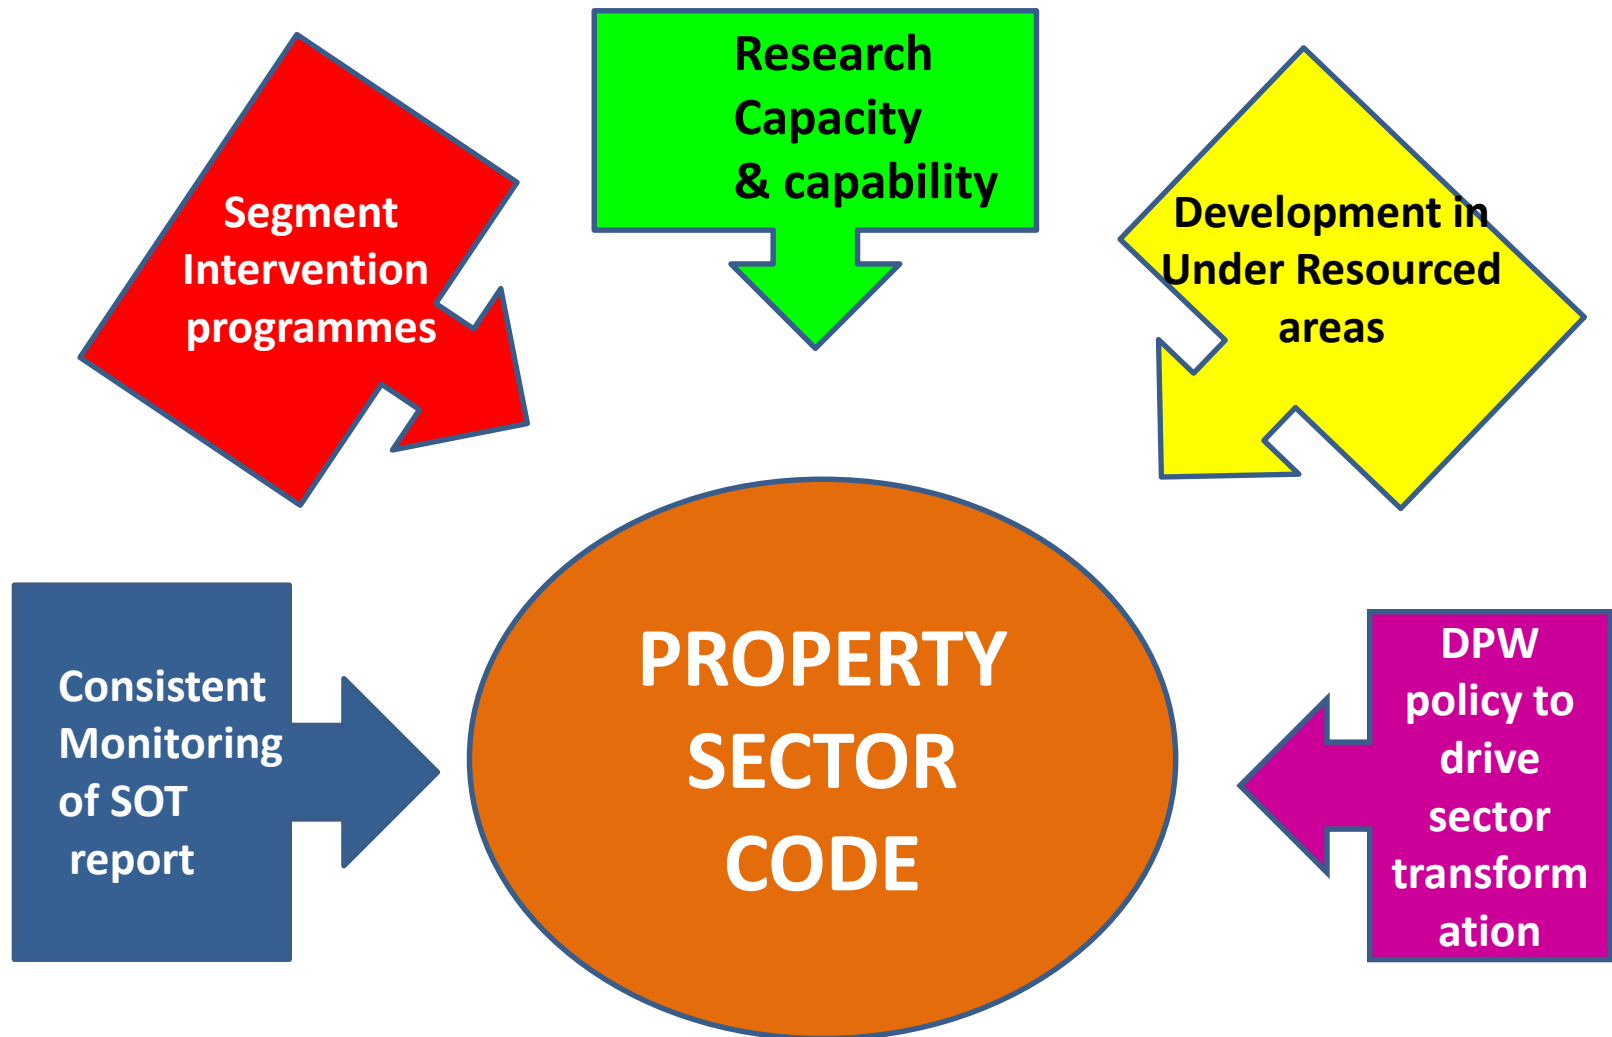 Research
Capacity
& capability
Segment
Intervention
programmes
Development in
Under Resourced
areas
Consistent
Monitoring
of SOT
report
PROPERTY
SECTOR
CODE
DPW
policy to
drive
sector
transform
ation